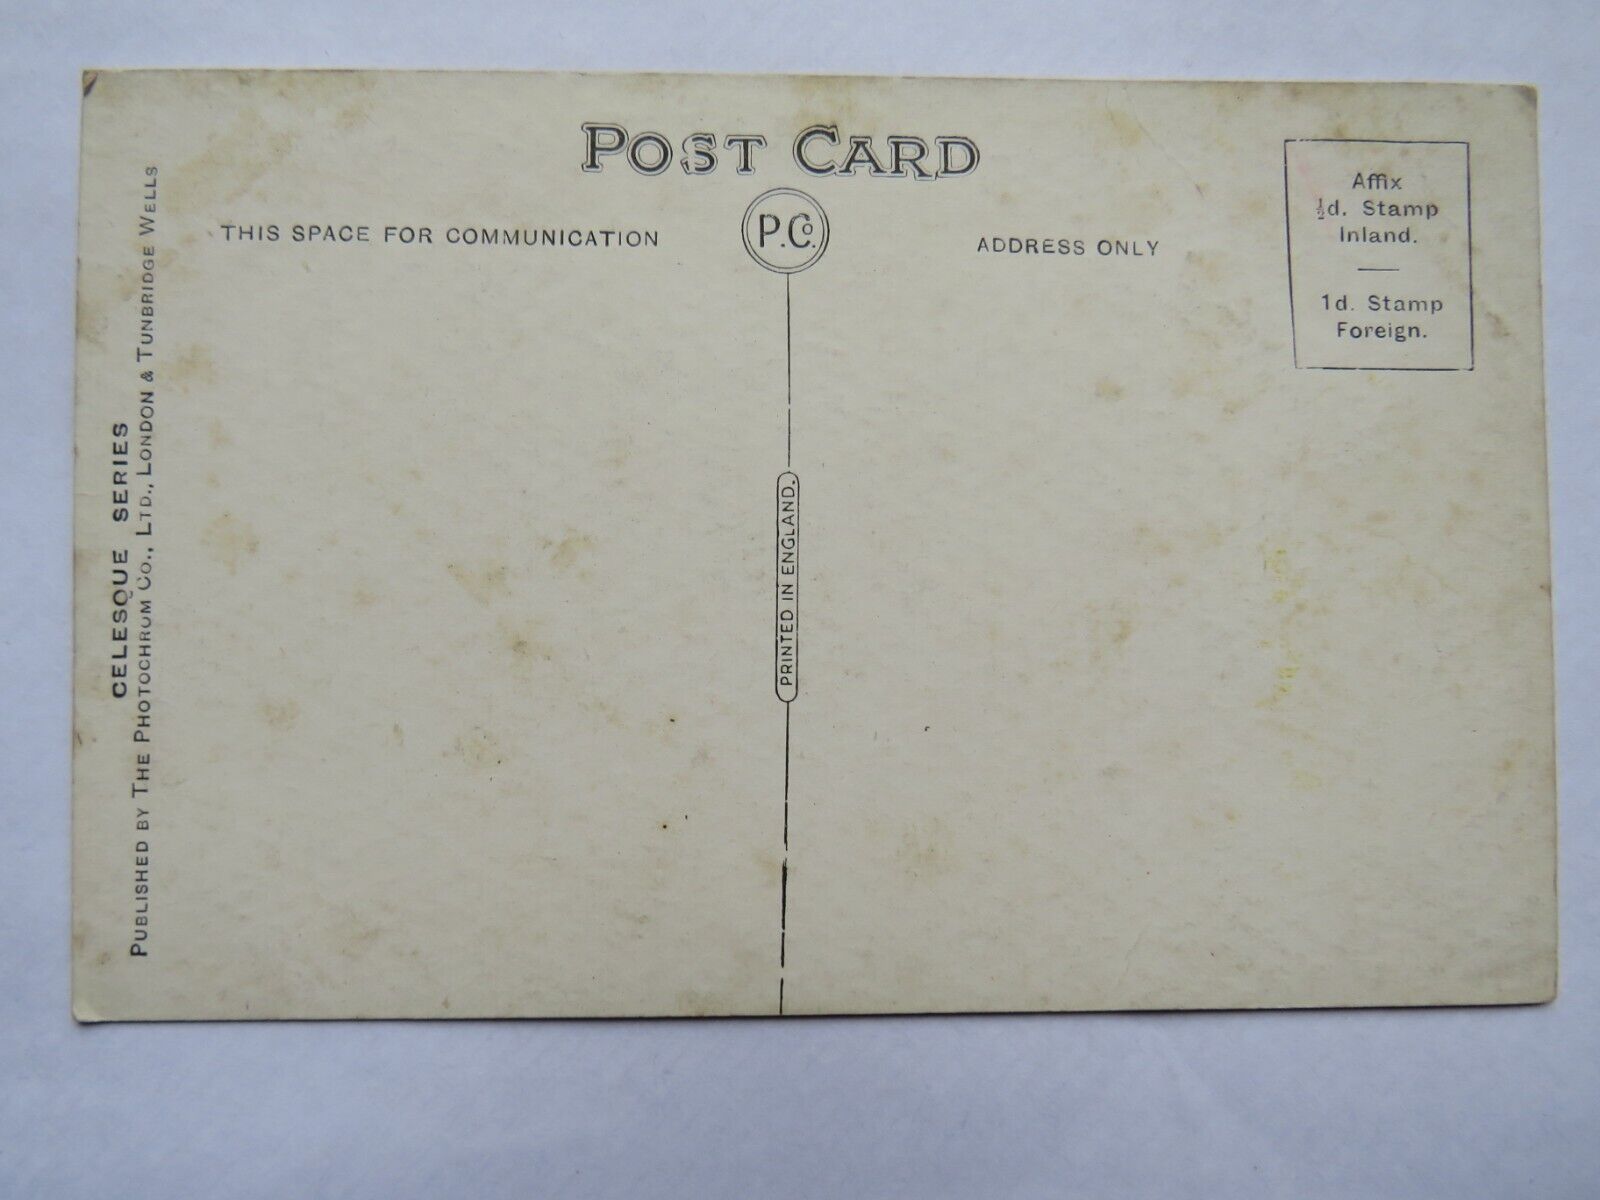 POST CARD
THIS SPACE FOR COMMUNICATION
P. Co.
ADDRESS ONLY
Affix
½d. Stamp
Inland.
1d. Stamp
Foreign.
CELESQUE SERIES
PUBLISHED BY THE PHOTOCHROM CO., LTD., LONDON & TUNBRIDGE WELLS
PRINTED IN ENGLAND.